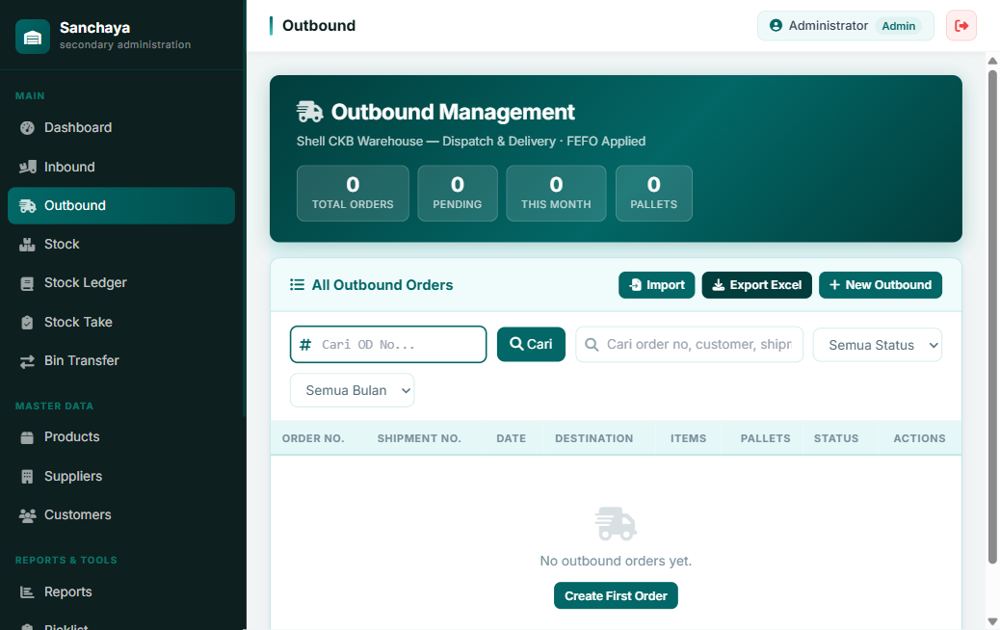 Sanchaya
secondary administration
MAIN
Dashboard
Inbound
Outbound
Stock
Stock Ledger
Stock Take
Bin Transfer
MASTER DATA
Products
Suppliers
Customers
REPORTS & TOOLS
Reports
Picklist
Outbound
Administrator Admin
Outbound Management
Shell CKB Warehouse — Dispatch & Delivery · FEFO Applied
0 0 0 0
TOTAL ORDERS PENDING THIS MONTH PALLETS
All Outbound Orders
Import Export Excel + New Outbound
# Cari OD No... Cari Cari order no, customer, shipr Semua Status
Semua Bulan
ORDER NO. SHIPMENT NO. DATE DESTINATION ITEMS PALLETS STATUS ACTIONS
No outbound orders yet.
Create First Order